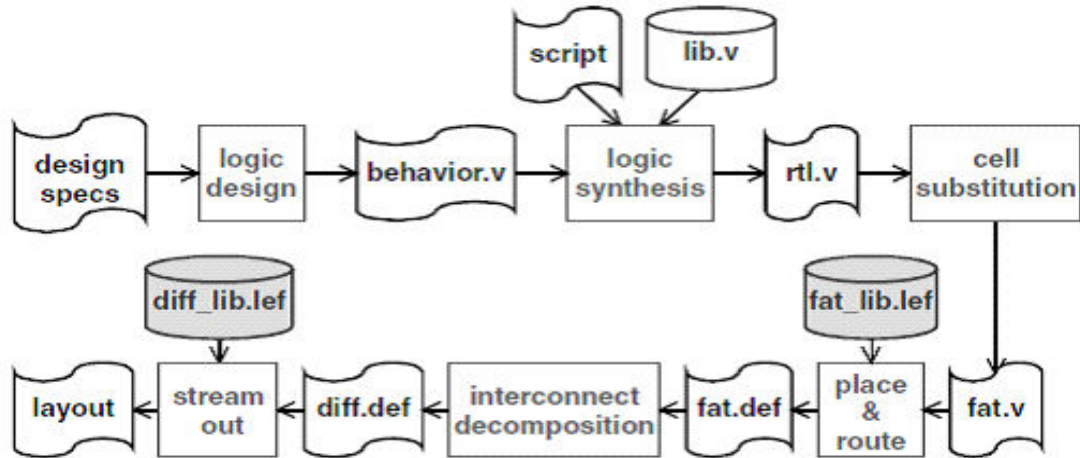 script
lib.v
design
specs
logic
design
behavior.v
logic
synthesis
rtl.v
cell
substitution
diff_lib.lef
fat_lib.lef
layout
stream
out
diff.def
interconnect
decomposition
fat.def
place
&
route
fat.v